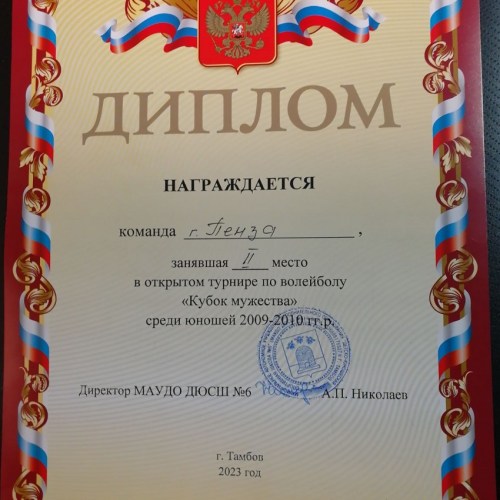 ДИПЛОМ
НАГРАЖДАЕТСЯ
команда г. Пенза ,
занявшая II место
в открытом турнире по волейболу
«Кубок мужества»
среди юношей 2009-2010 гг.р.
Директор МАУДО ДЮСШ №6 А.П. Николаев
г. Тамбов
2023 год